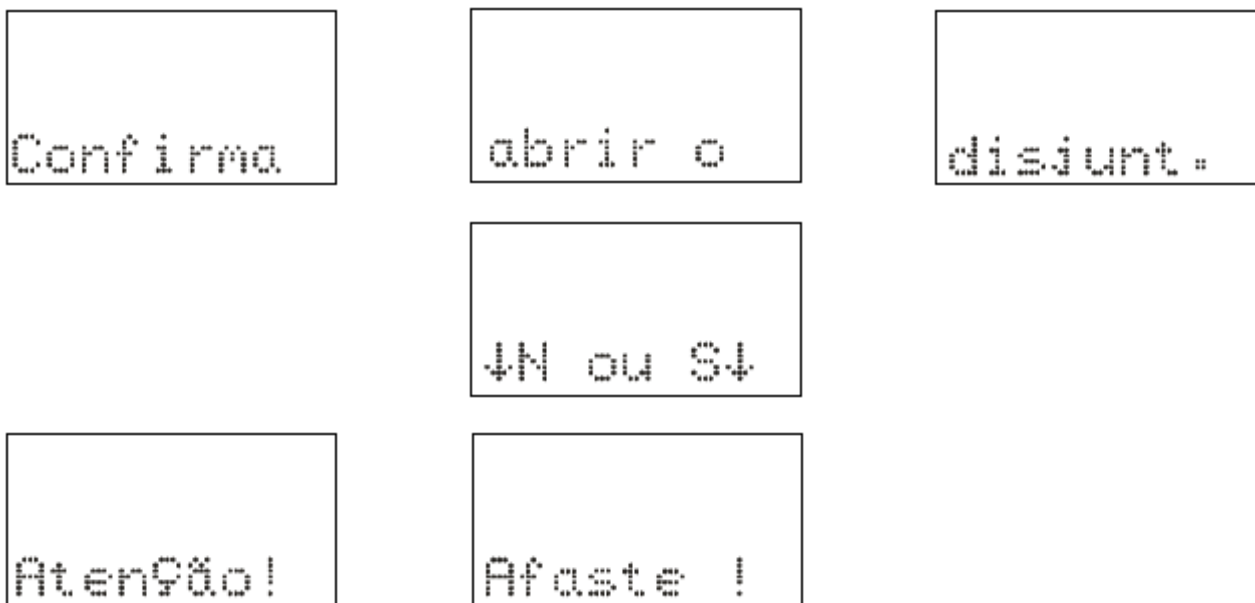 Confirma
abrir o
disjunt.
↓N ou S↓
Atenção!
Afaste !